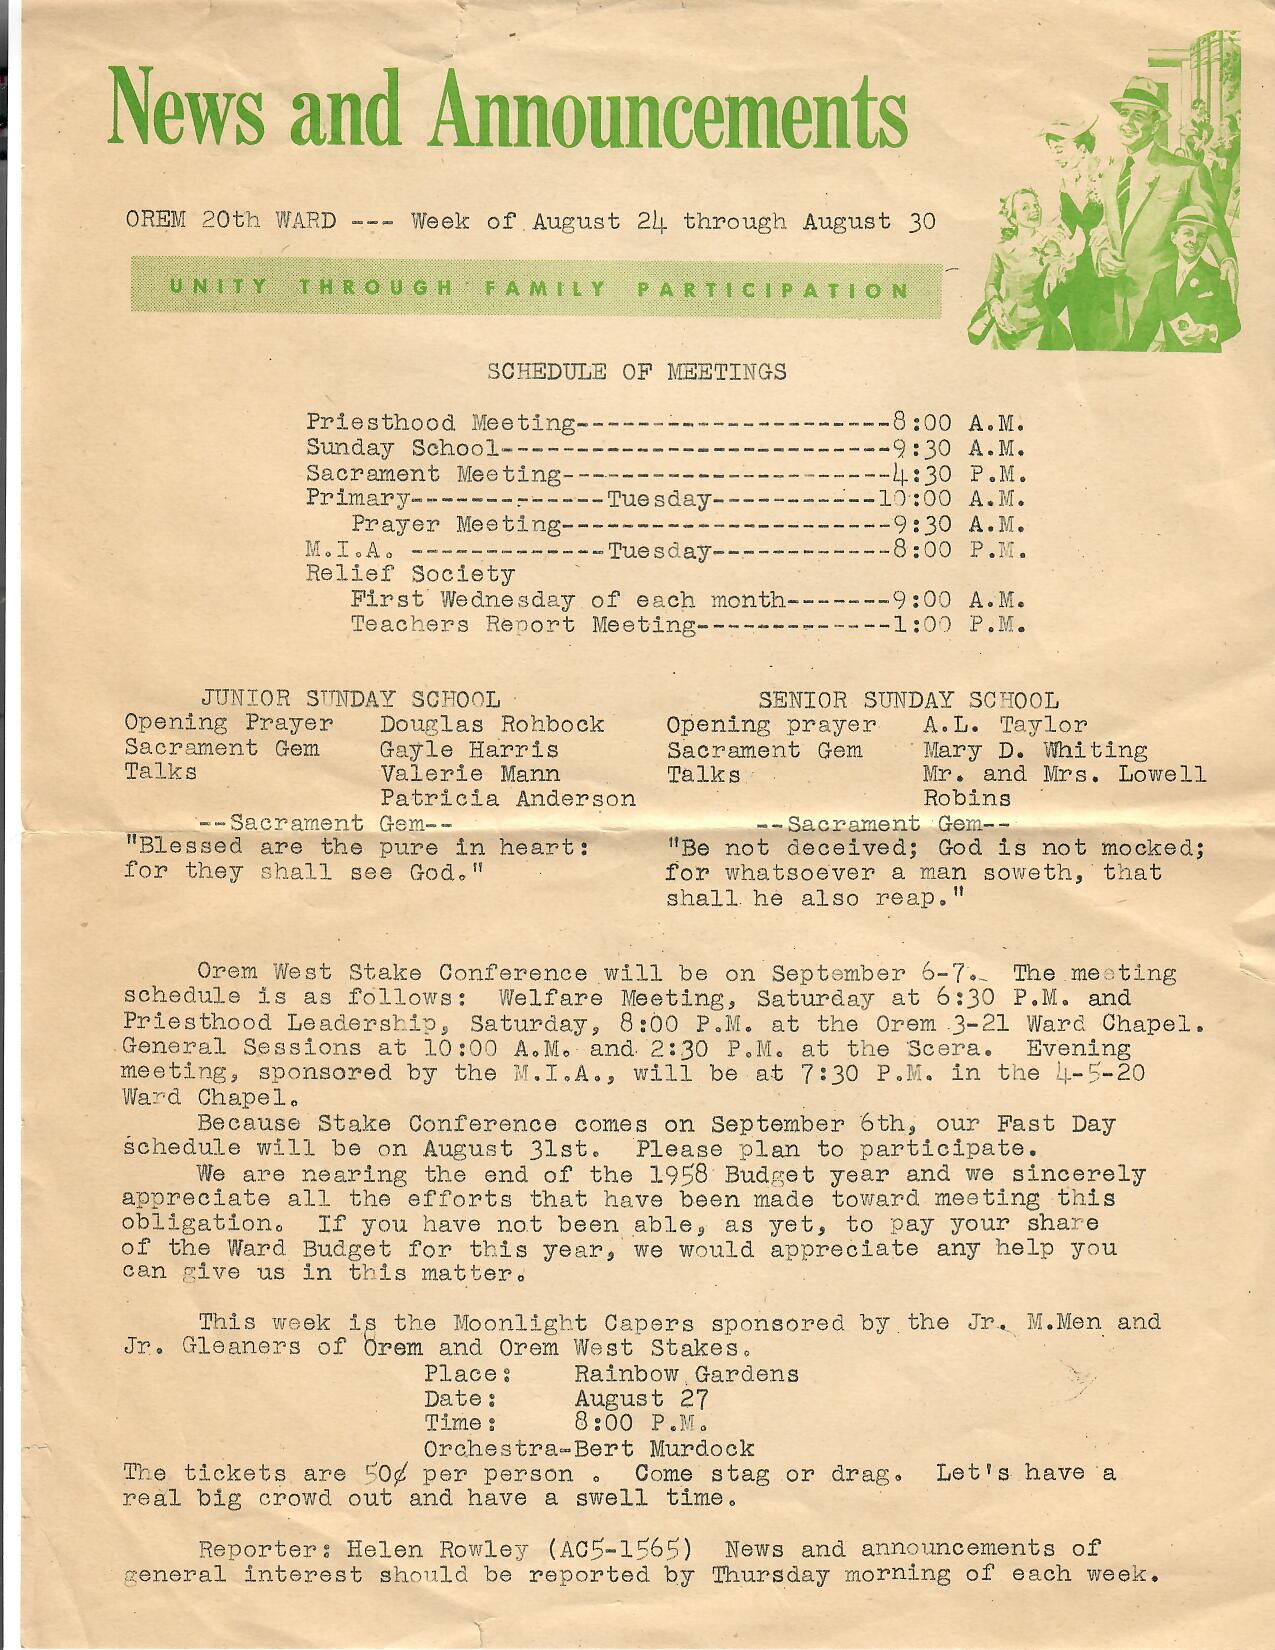 News and Announcements
OREM 20th WARD --- Week of August 24 through August 30
UNITY THROUGH FAMILY PARTICIPATION
SCHEDULE OF MEETINGS
Priesthood Meeting---------------------8:00 A.M.
Sunday School--------------------------9:30 A.M.
Sacrament Meeting----------------------4:30 P.M.
Primary-------------Tuesday-----------10:00 A.M.
Prayer Meeting----------------------9:30 A.M.
M.I.A. -------------Tuesday------------8:00 P.M.
Relief Society
First Wednesday of each month-------9:00 A.M.
Teachers Report Meeting-------------1:00 P.M.
JUNIOR SUNDAY SCHOOL
Opening Prayer Douglas Rohbock
Sacrament Gem Gayle Harris
Talks Valerie Mann
Patricia Anderson
--Sacrament Gem--
"Blessed are the pure in heart:
for they shall see God."
SENIOR SUNDAY SCHOOL
Opening prayer A.L. Taylor
Sacrament Gem Mary D. Whiting
Talks Mr. and Mrs. Lowell
Robins
--Sacrament Gem--
"Be not deceived; God is not mocked;
for whatsoever a man soweth, that
shall he also reap."
Orem West Stake Conference will be on September 6-7. The meeting
schedule is as follows: Welfare Meeting, Saturday at 6:30 P.M. and
Priesthood Leadership, Saturday, 8:00 P.M. at the Orem 3-21 Ward Chapel.
General Sessions at 10:00 A.M. and 2:30 P.M. at the Scera. Evening
meeting, sponsored by the M.I.A., will be at 7:30 P.M. in the 4-5-20
Ward Chapel.
Because Stake Conference comes on September 6th, our Fast Day
schedule will be on August 31st. Please plan to participate.
We are nearing the end of the 1958 Budget year and we sincerely
appreciate all the efforts that have been made toward meeting this
obligation. If you have not been able, as yet, to pay your share
of the Ward Budget for this year, we would appreciate any help you
can give us in this matter.
This week is the Moonlight Capers sponsored by the Jr. M.Men and
Jr. Gleaners of Orem and Orem West Stakes.
Place: Rainbow Gardens
Date: August 27
Time: 8:00 P.M.
Orchestra-Bert Murdock
The tickets are 50¢ per person . Come stag or drag. Let's have a
real big crowd out and have a swell time.
Reporter: Helen Rowley (AC5-1565) News and announcements of
general interest should be reported by Thursday morning of each week.